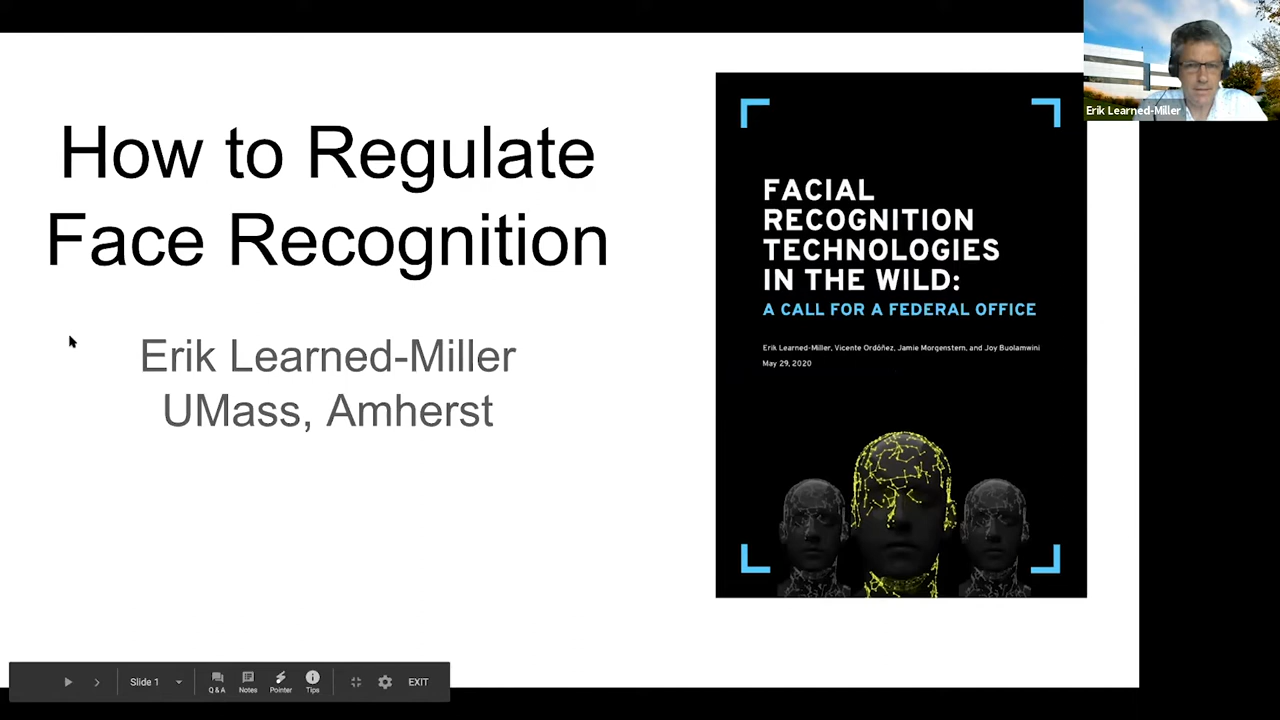 How to Regulate
Face Recognition
Erik Learned-Miller
UMass, Amherst
FACIAL
RECOGNITION
TECHNOLOGIES
IN THE WILD:
A CALL FOR A FEDERAL OFFICE
Erik Learned-Miller, Vicente Ordóñez, Jamie Morgenstern, and Joy Buolamwini
May 29, 2020
Erik Learned-Miller
Slide 1
Q & A
Notes
Pointer
Tips
EXIT